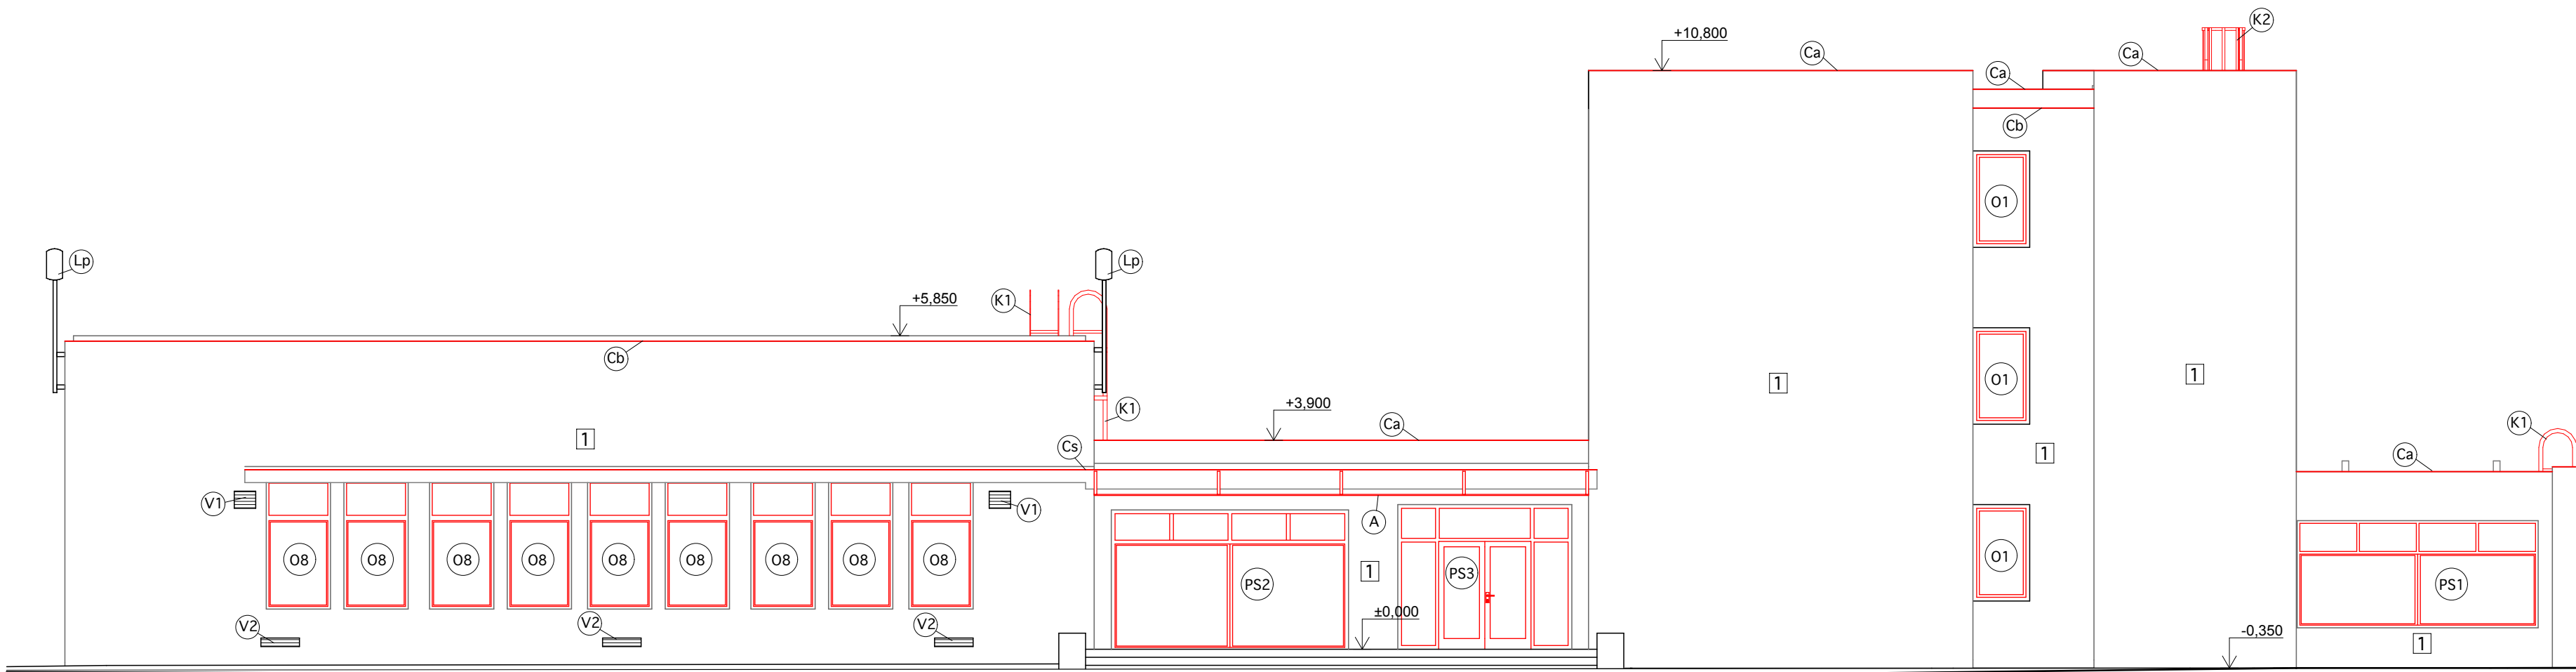 K2
+10,800
Ca
Ca
Ca
Cb
O1
Lp
Lp
+5,850
K1
Cb
O1
1
1
K1
+3,900
Ca
K1
1
Cs
1
Ca
V1
V1
A
O8
O8
O8
O8
O8
O8
O8
O8
O8
PS2
1
PS3
O1
PS1
±0,000
V2
V2
V2
-0,350
1